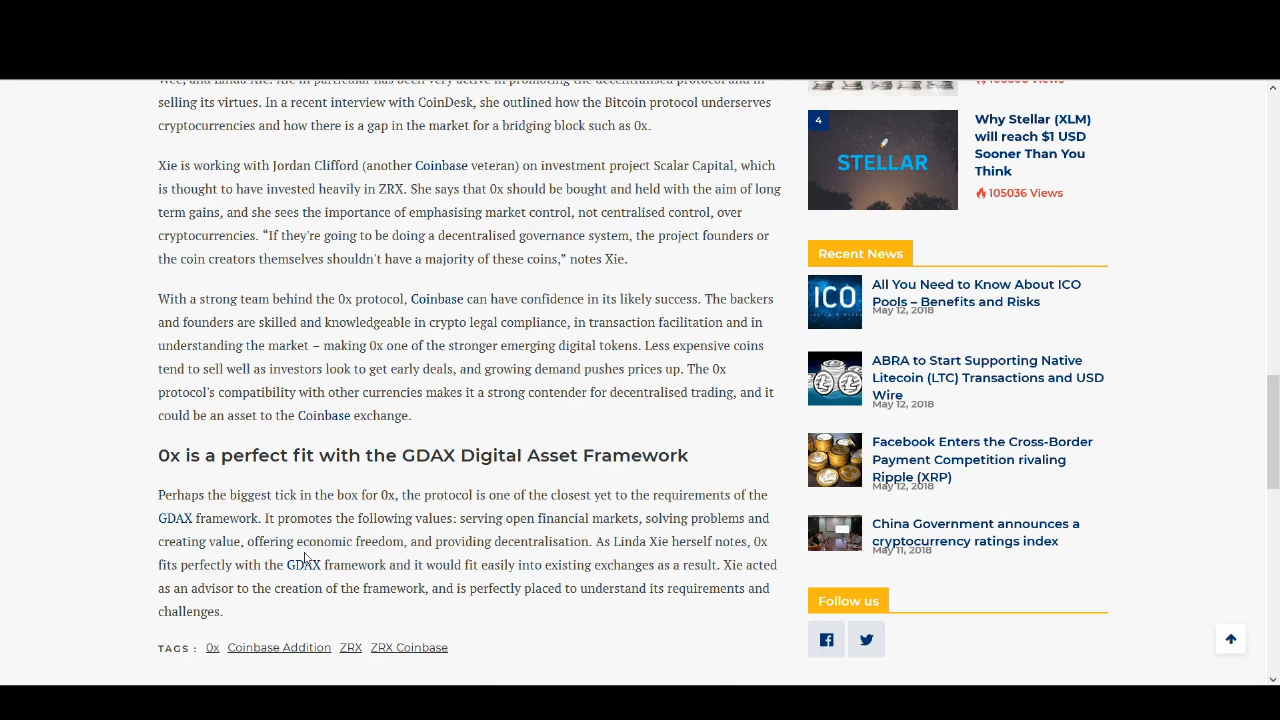 Wee, and Linda Xie. Xie in particular has been very active in promoting the decentralised protocol and in
selling its virtues. In a recent interview with CoinDesk, she outlined how the Bitcoin protocol underserves
cryptocurrencies and how there is a gap in the market for a bridging block such as 0x.
Xie is working with Jordan Clifford (another Coinbase veteran) on investment project Scalar Capital, which
is thought to have invested heavily in ZRX. She says that 0x should be bought and held with the aim of long
term gains, and she sees the importance of emphasising market control, not centralised control, over
cryptocurrencies. “If they're going to be doing a decentralised governance system, the project founders or
the coin creators themselves shouldn't have a majority of these coins,” notes Xie.
With a strong team behind the 0x protocol, Coinbase can have confidence in its likely success. The backers
and founders are skilled and knowledgeable in crypto legal compliance, in transaction facilitation and in
understanding the market – making 0x one of the stronger emerging digital tokens. Less expensive coins
tend to sell well as investors look to get early deals, and growing demand pushes prices up. The 0x
protocol's compatibility with other currencies makes it a strong contender for decentralised trading, and it
could be an asset to the Coinbase exchange.
0x is a perfect fit with the GDAX Digital Asset Framework
Perhaps the biggest tick in the box for 0x, the protocol is one of the closest yet to the requirements of the
GDAX framework. It promotes the following values: serving open financial markets, solving problems and
creating value, offering economic freedom, and providing decentralisation. As Linda Xie herself notes, 0x
fits perfectly with the GDAX framework and it would fit easily into existing exchanges as a result. Xie acted
as an advisor to the creation of the framework, and is perfectly placed to understand its requirements and
challenges.
TAGS : 0x Coinbase Addition ZRX ZRX Coinbase
4
STELLAR
Why Stellar (XLM)
will reach $1 USD
Sooner Than You
Think
105036 Views
Recent News
ICO
All You Need to Know About ICO
Pools – Benefits and Risks
May 12, 2018
ABRA to Start Supporting Native
Litecoin (LTC) Transactions and USD
Wire
May 12, 2018
Facebook Enters the Cross-Border
Payment Competition rivaling
Ripple (XRP)
May 12, 2018
China Government announces a
cryptocurrency ratings index
May 11, 2018
Follow us